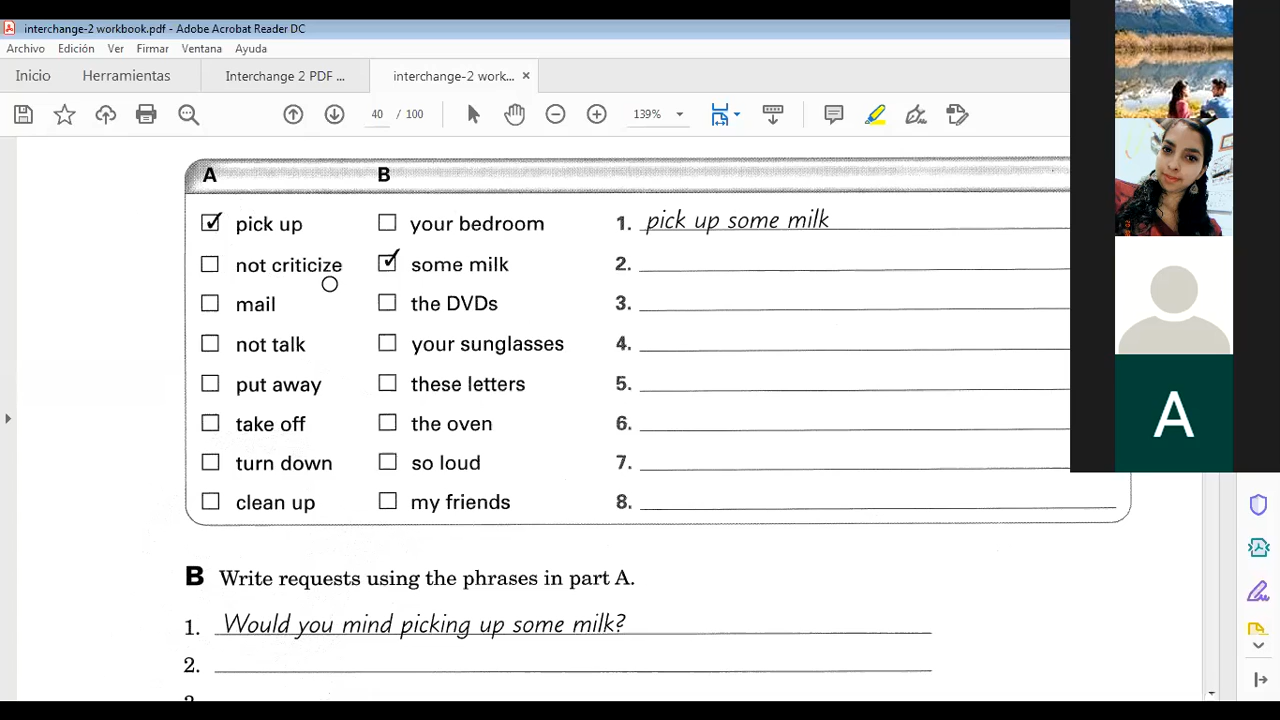 interchange-2 workbook.pdf - Adobe Acrobat Reader DC
Archivo Edición Ver Firmar Ventana Ayuda
Inicio Herramientas Interchange 2 PDF ... interchange-2 work... ×
40 / 100 139%
A B
pick up your bedroom 1. pick up some milk
not criticize some milk 2.
mail the DVDs 3.
not talk your sunglasses 4.
put away these letters 5.
take off the oven 6.
turn down so loud 7.
clean up my friends 8.
B Write requests using the phrases in part A.
1. Would you mind picking up some milk?
2.
A